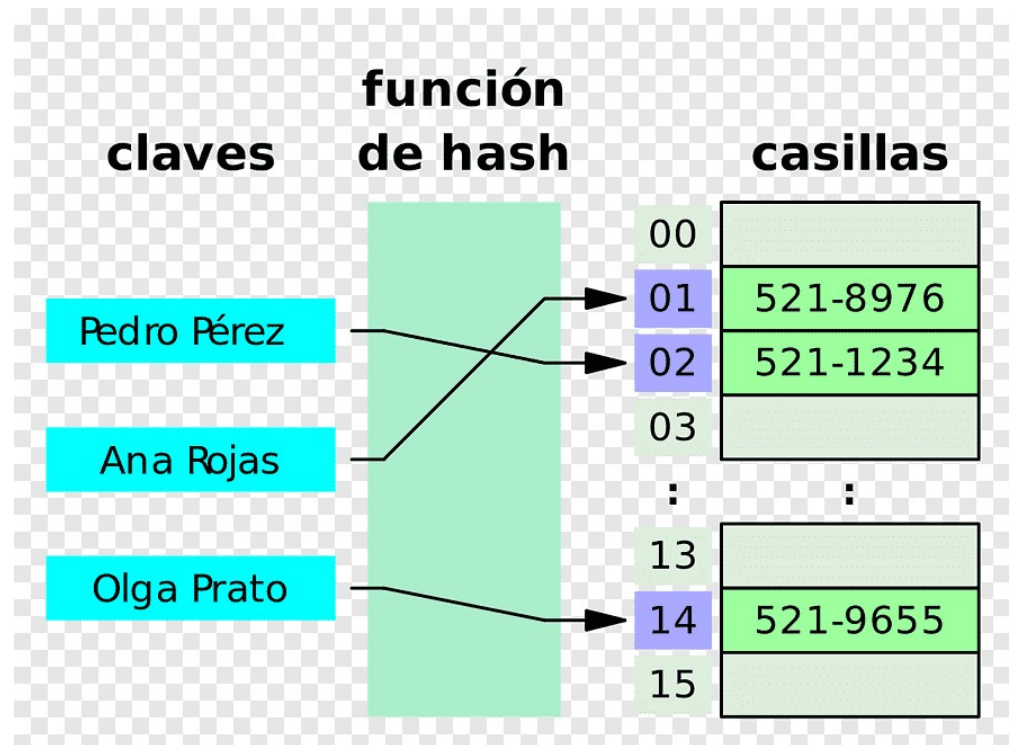 función
claves de hash casillas
00
01 521-8976
Pedro Pérez
02 521-1234
03
Ana Rojas
: :
13
Olga Prato
14 521-9655
15